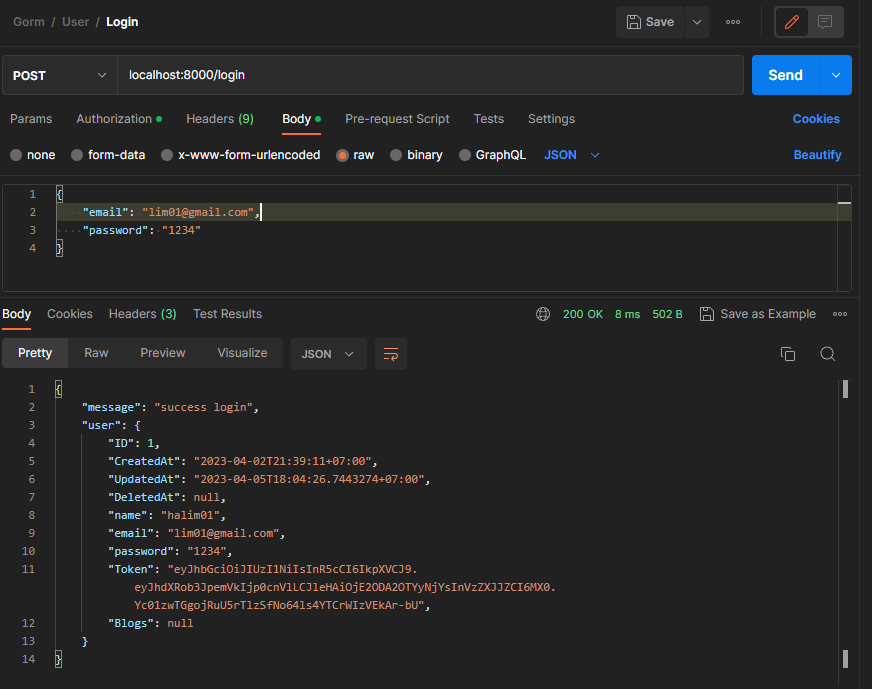 Gorm / User / Login
Save
POST
localhost:8000/login
Send
Params Authorization Headers (9) Body Pre-request Script Tests Settings Cookies
none form-data x-www-form-urlencoded raw binary GraphQL JSON Beautify
1 {
2 "email": "lim01@gmail.com",
3 "password": "1234"
4 }
Body Cookies Headers (3) Test Results 200 OK 8 ms 502 B Save as Example
Pretty Raw Preview Visualize JSON
1 {
2 "message": "success login",
3 "user": {
4 "ID": 1,
5 "CreatedAt": "2023-04-02T21:39:11+07:00",
6 "UpdatedAt": "2023-04-05T18:04:26.7443274+07:00",
7 "DeletedAt": null,
8 "name": "halim01",
9 "email": "lim01@gmail.com",
10 "password": "1234",
11 "Token": "eyJhbGciOiJIUzI1NiIsInR5cCI6IkpXVCJ9.
eyJhdXRob3JpemVkIjp0cnVlLCJleHAiOjE2ODA2OTYyNjYsInVzZXJJZCI6MX0.
Yc01zwTGgojRuU5rTlzSfNo64ls4YTCrWIzVEkAr-bU",
12 "Blogs": null
13 }
14 }